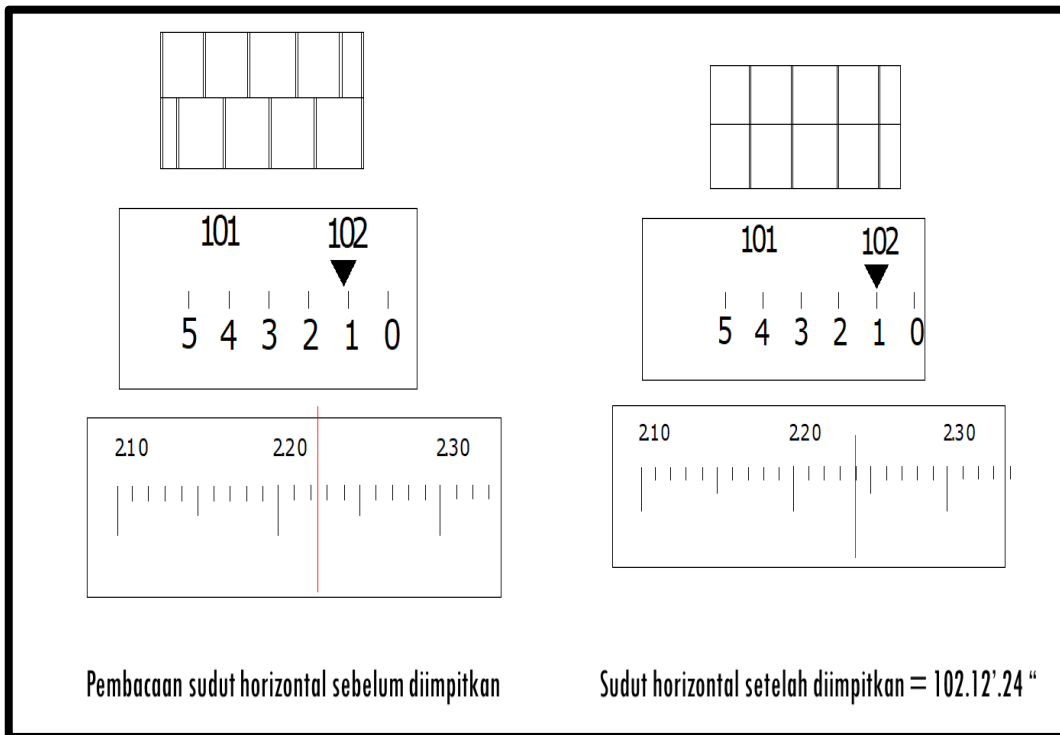 101 102
5 4 3 2 1 0
210 220 230
Pembacaan sudut horizontal sebelum diimpitkan
101 102
5 4 3 2 1 0
210 220 230
Sudut horizontal setelah diimpitkan = 102.12’.24 “